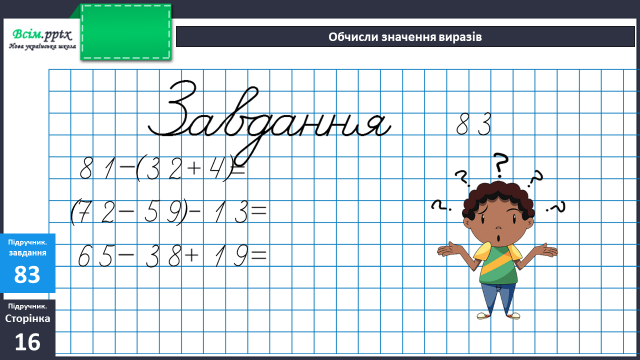 Всім.pptx
Нова українська школа
Обчисли значення виразів
Завдання 83
81-(32+4)=
(72-59)-13=
65-38+19=
? ? ? ? ?
Підручник.
завдання
83
Підручник.
Сторінка
16